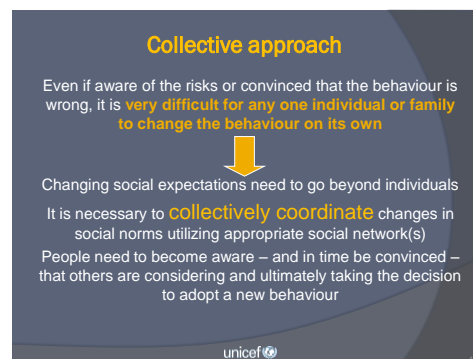 Collective approach
Even if aware of the risks or convinced that the behaviour is
wrong, it is very difficult for any one individual or family
to change the behaviour on its own
Changing social expectations need to go beyond individuals
It is necessary to collectively coordinate changes in
social norms utilizing appropriate social network(s)
People need to become aware – and in time be convinced –
that others are considering and ultimately taking the decision
to adopt a new behaviour
unicef